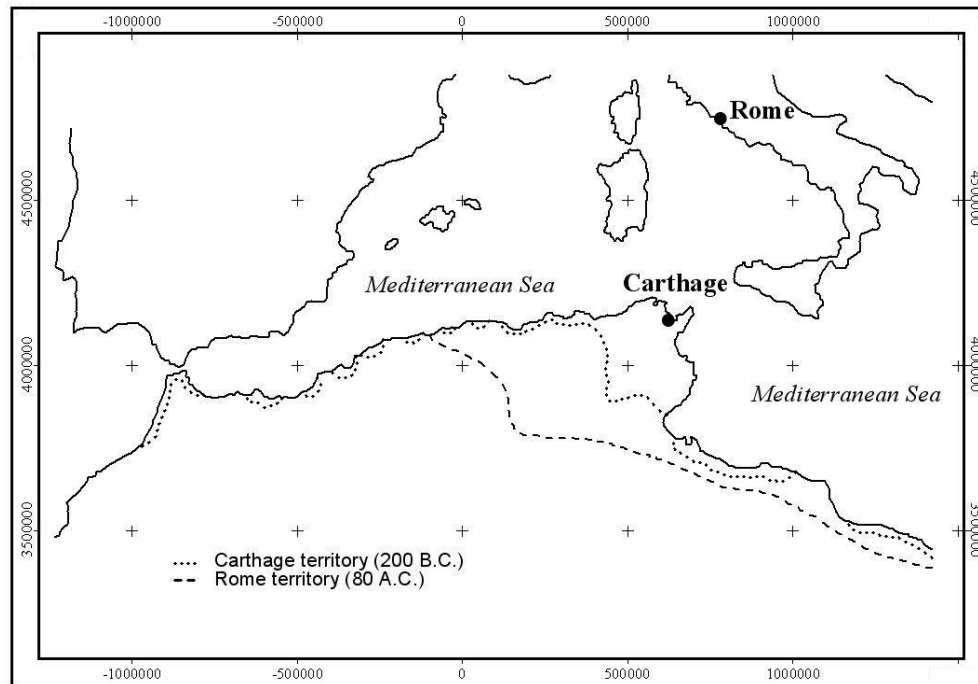 -1000000 -500000 0 500000 1000000
Rome
4500000 4500000
Carthage
Mediterranean Sea
4000000 4000000
Mediterranean Sea
3500000 3500000
Carthage territory (200 B.C.)
Rome territory (80 A.C.)
-1000000 -500000 0 500000 1000000